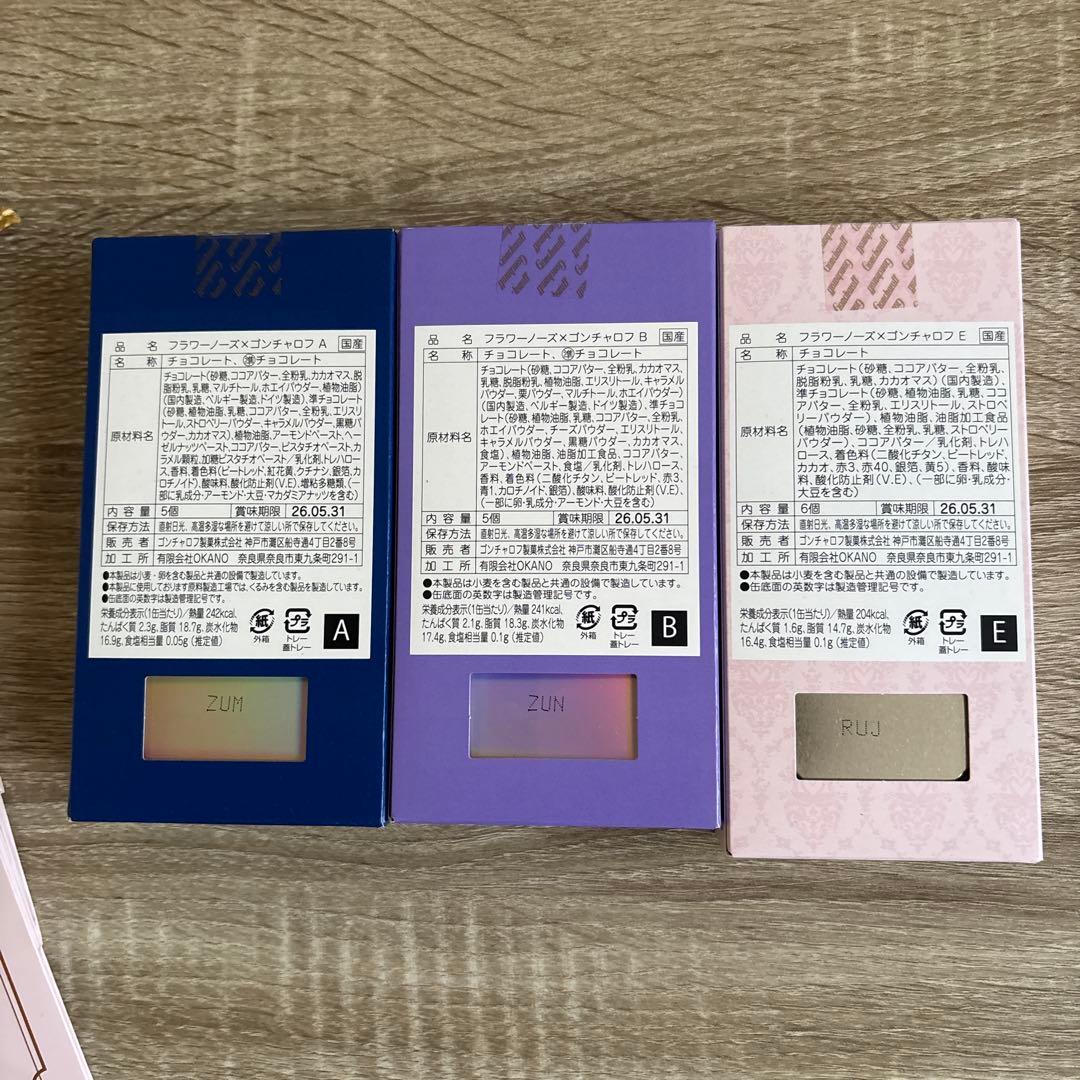 品名 フラワーノーズ×ゴンチャロフ A 国産
名称 チョコレート、準チョコレート
原材料名
チョコレート(砂糖、ココアバター、全粉乳、カカオマス、脱
脂粉乳、乳糖、マルチトール、ホエイパウダー、植物油脂)
(国内製造、ベルギー製造、ドイツ製造)、準チョコレート
(砂糖、植物油脂、乳糖、ココアバター、全粉乳、エリスリ
トール、ストロベリーパウダー、キャラメルパウダー、黒糖パ
ウダー、カカオマス)、植物油脂、アーモンドペースト、ヘー
ゼルナッツペースト、ココアバター、ピスタチオペースト、カ
ラメル顆粒、加糖ピスタチオペースト/乳化剤、トレハロー
ス、香料、着色料(ビートレッド、紅花黄、クチナシ、銀箔、カ
ロチノイド)、酸味料、酸化防止剤(V.E)、増粘多糖類、(一
部に乳成分・アーモンド・大豆・マカダミアナッツを含む)
内容量 5個 賞味期限 26.05.31
保存方法 直射日光、高温多湿な場所を避けて涼しい所で保存してください。
販売者 ゴンチャロフ製菓株式会社 神戸市灘区船寺通4丁目2番8号
加工所 有限会社OKANO 奈良県奈良市東九条町291-1
●本製品は小麦・卵を含む製品と共通の設備で製造しています。
●本製品に使用しております原料製造工場では、くるみを含む製品を製造しています。
●缶底面の英数字は製造管理記号です。
栄養成分表示(1缶当たり)/熱量 242kcal、
たんぱく質 2.3g、脂質 18.7g、炭水化物
16.9g、食塩相当量 0.05g (推定値)
紙
外箱
プラ
トレー
蓋トレー
A
ZUM
品名 フラワーノーズ×ゴンチャロフ B 国産
名称 チョコレート、準チョコレート
原材料名
チョコレート(砂糖、ココアバター、全粉乳、カカオマス、
乳糖、脱脂粉乳、植物油脂、エリスリトール、キャラメル
パウダー、栗パウダー、マルチトール、ホエイパウダー)
(国内製造、ベルギー製造、ドイツ製造)、準チョコレー
ト(砂糖、植物油脂、乳糖、ココアバター、全粉乳、
ホエイパウダー、チーズパウダー、エリスリトール、
キャラメルパウダー、黒糖パウダー、カカオマス、
食塩)、植物油脂、油脂加工食品、ココアバター、
アーモンドペースト、食塩/乳化剤、トレハロース、
香料、着色料(二酸化チタン、ビートレッド、赤3、
青1、カロチノイド、銀箔)、酸味料、酸化防止剤(V.E)、
(一部に卵・乳成分・アーモンド・大豆を含む)
内容量 5個 賞味期限 26.05.31
保存方法 直射日光、高温多湿な場所を避けて涼しい所で保存してください。
販売者 ゴンチャロフ製菓株式会社 神戸市灘区船寺通4丁目2番8号
加工所 有限会社OKANO 奈良県奈良市東九条町291-1
●本製品は小麦を含む製品と共通の設備で製造しています。
●缶底面の英数字は製造管理記号です。
栄養成分表示(1缶当たり)/熱量 241kcal、
たんぱく質 2.1g、脂質 18.3g、炭水化物
17.4g、食塩相当量 0.1g (推定値)
紙
外箱
プラ
トレー
蓋トレー
B
ZUN
品名 フラワーノーズ×ゴンチャロフ E 国産
名称 チョコレート
原材料名
チョコレート(砂糖、ココアバター、全粉乳、
脱脂粉乳、乳糖、カカオマス)(国内製造)、
準チョコレート(砂糖、植物油脂、乳糖、ココ
アバター、全粉乳、エリスリトール、ストロベ
リーパウダー)、植物油脂、油脂加工食品
(植物油脂、砂糖、全粉乳、乳糖、ストロベリー
パウダー)、ココアバター/乳化剤、トレハ
ロース、着色料(二酸化チタン、ビートレッド、
カカオ、赤3、赤40、銀箔、黄5)、香料、酸味
料、酸化防止剤(V.E)、(一部に卵・乳成分・
大豆を含む)
内容量 6個 賞味期限 26.05.31
保存方法 直射日光、高温多湿な場所を避けて涼しい所で保存してください。
販売者 ゴンチャロフ製菓株式会社 神戸市灘区船寺通4丁目2番8号
加工所 有限会社OKANO 奈良県奈良市東九条町291-1
●本製品は小麦を含む製品と共通の設備で製造しています。
●缶底面の英数字は製造管理記号です。
栄養成分表示(1缶当たり)/熱量 204kcal、
たんぱく質 1.6g、脂質 14.7g、炭水化物
16.4g、食塩相当量 0.1g (推定値)
紙
外箱
プラ
トレー
蓋トレー
E
RUJ